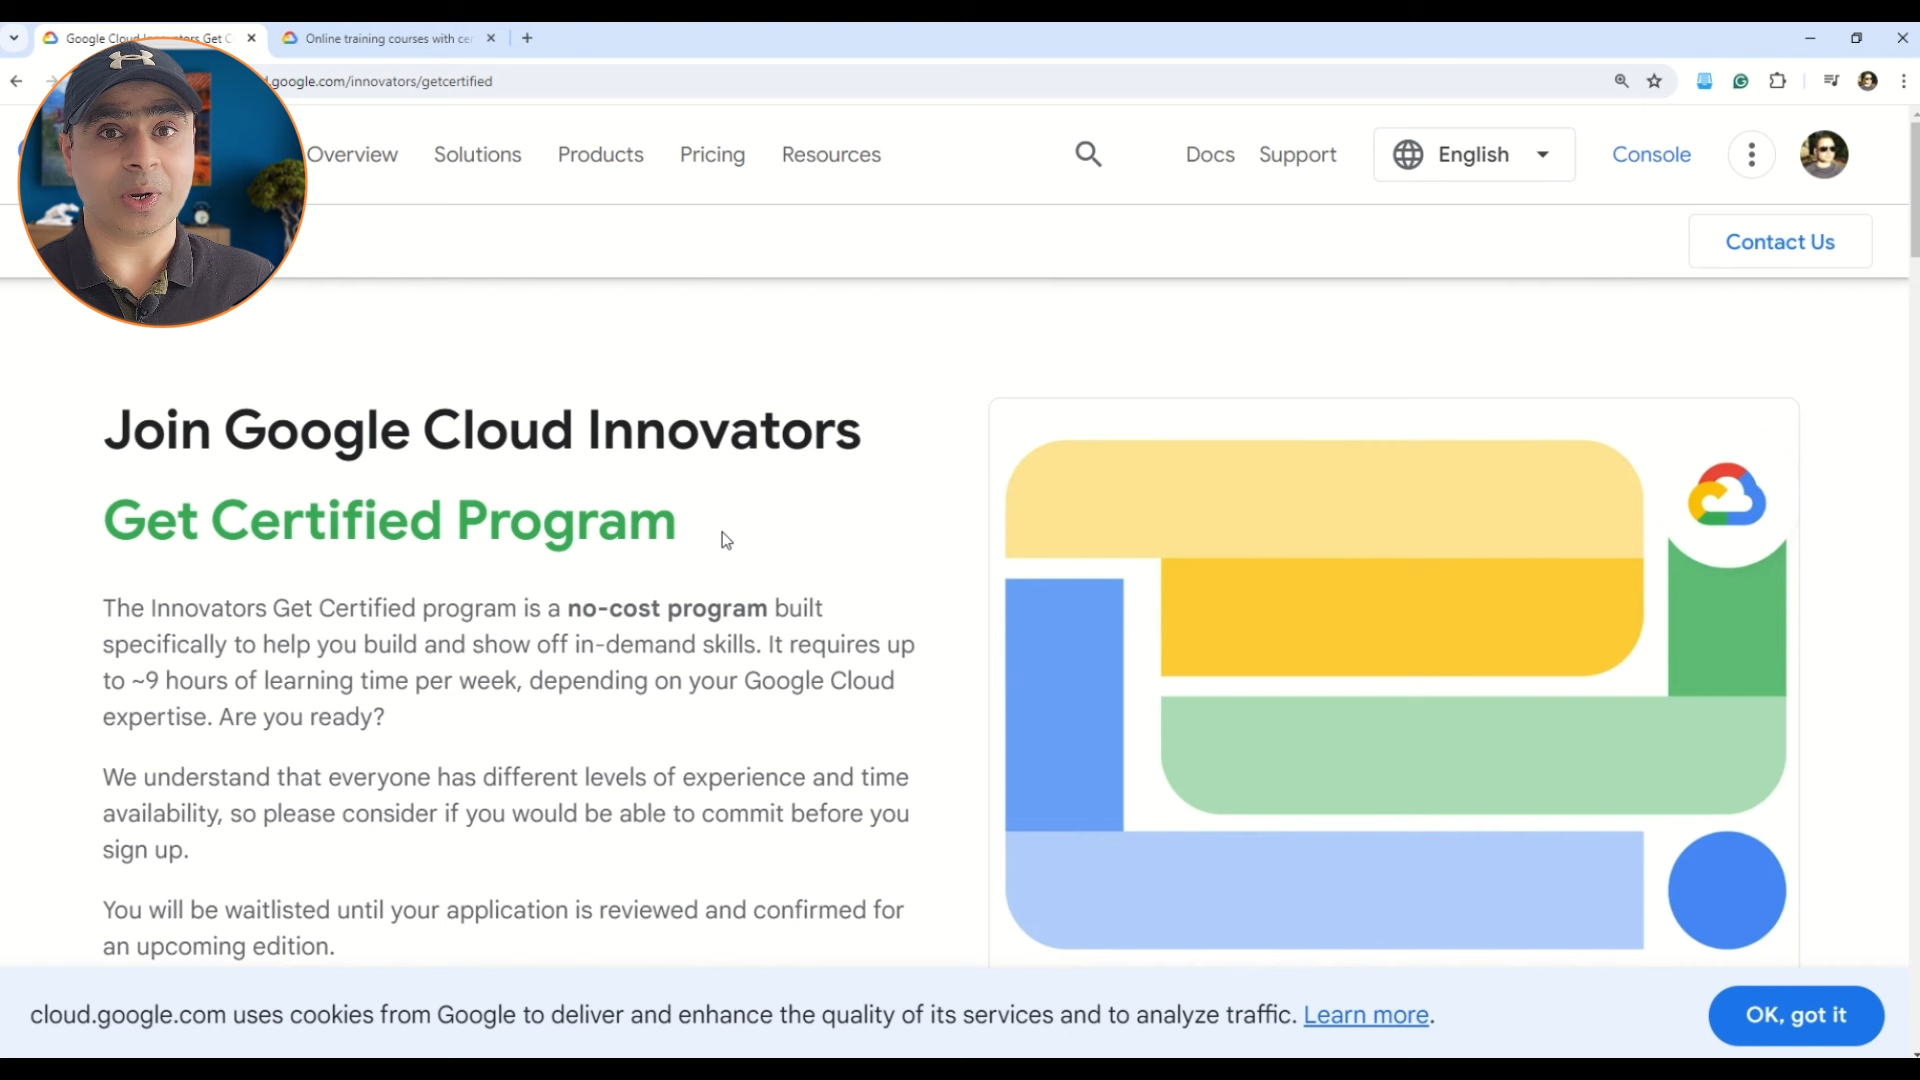 Google Cloud Innovators Get C
Online training courses with cer
google.com/innovators/getcertified
Overview
Solutions
Products
Pricing
Resources
Docs
Support
English
Console
Contact Us
Join Google Cloud Innovators
Get Certified Program
The Innovators Get Certified program is a no-cost program built
specifically to help you build and show off in-demand skills. It requires up
to ~9 hours of learning time per week, depending on your Google Cloud
expertise. Are you ready?
We understand that everyone has different levels of experience and time
availability, so please consider if you would be able to commit before you
sign up.
You will be waitlisted until your application is reviewed and confirmed for
an upcoming edition.
cloud.google.com uses cookies from Google to deliver and enhance the quality of its services and to analyze traffic. Learn more.
OK, got it